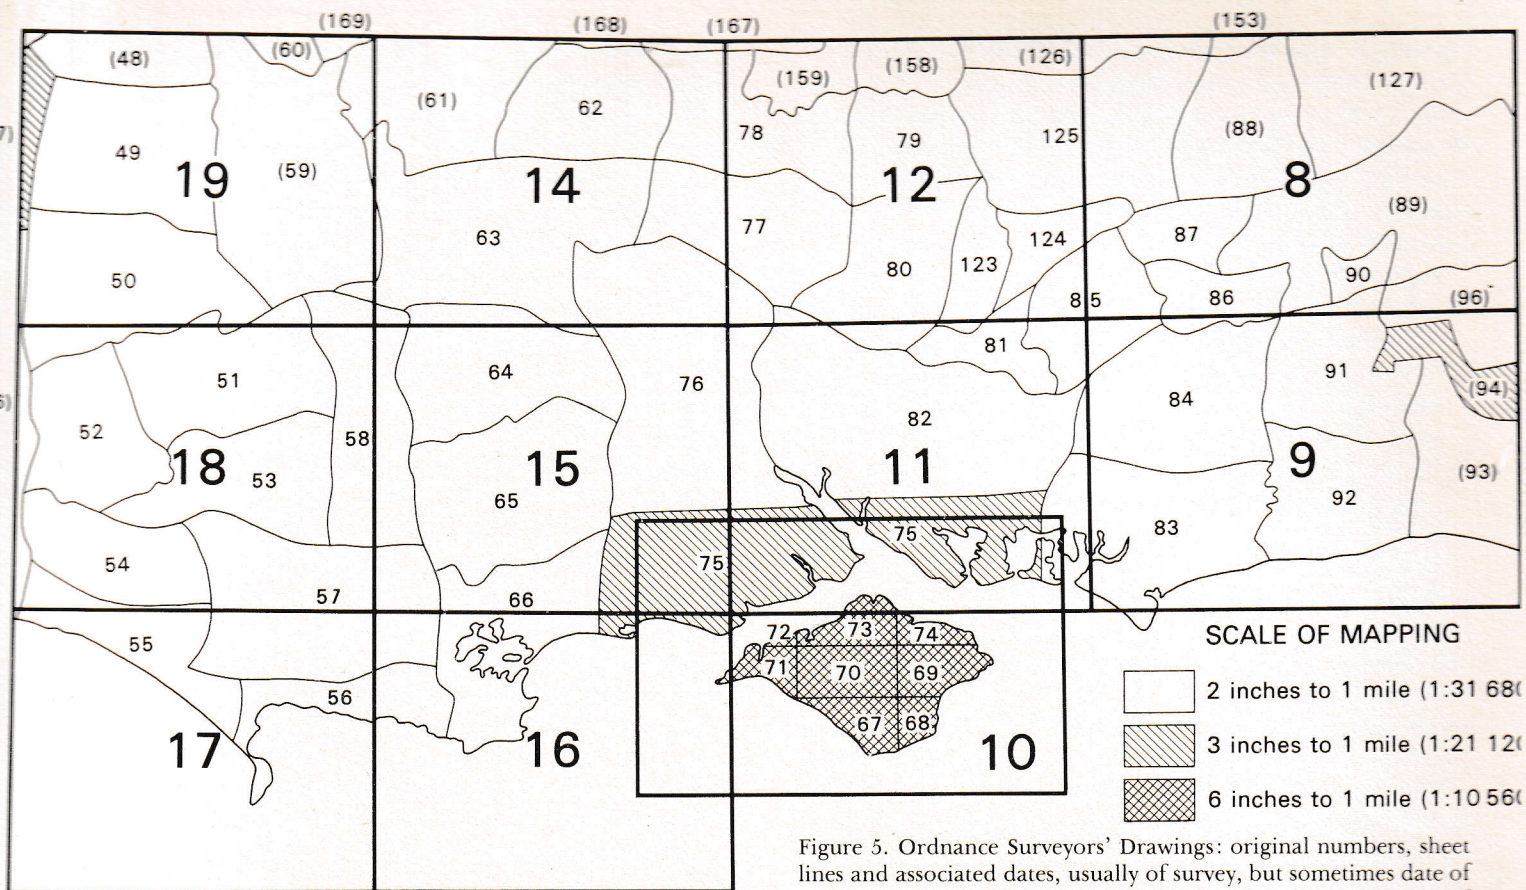 (169) (168) (167) (153)
(48) (60) (159) (158) (126) (127)
(61) 62 78 79 125 (88)
49 19 (59) 14 12 8
63 77 124 87 (89)
50 80 123 85 86 90 (96)
51 64 76 81 91 (94)
52 58 82 84
18 53 15 11 9 (93)
65 92
54 75 75 83
57 66
55 72 73 74
71 70 69
56 67 68
17 16 10
SCALE OF MAPPING
2 inches to 1 mile (1:31 680
3 inches to 1 mile (1:21 120
6 inches to 1 mile (1:10 560
Figure 5. Ordnance Surveyors' Drawings: original numbers, sheet
lines and associated dates, usually of survey, but sometimes date of